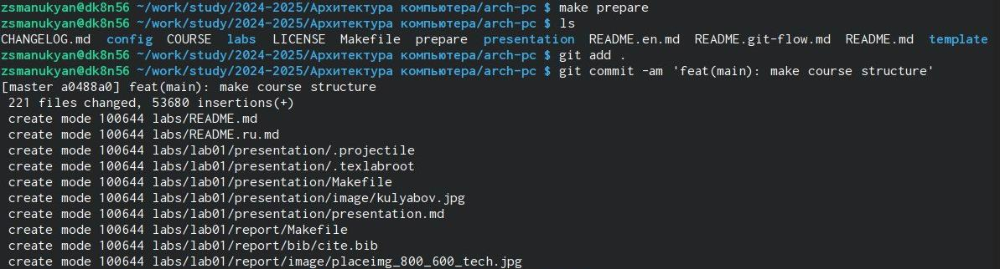 zsmanukyan@dk8n56 ~/work/study/2024-2025/Архитектура компьютера/arch-pc $ make prepare
zsmanukyan@dk8n56 ~/work/study/2024-2025/Архитектура компьютера/arch-pc $ ls
CHANGELOG.md config COURSE labs LICENSE Makefile prepare presentation README.en.md README.git-flow.md README.md template
zsmanukyan@dk8n56 ~/work/study/2024-2025/Архитектура компьютера/arch-pc $ git add .
zsmanukyan@dk8n56 ~/work/study/2024-2025/Архитектура компьютера/arch-pc $ git commit -am 'feat(main): make course structure'
[master a0488a0] feat(main): make course structure
221 files changed, 53680 insertions(+)
create mode 100644 labs/README.md
create mode 100644 labs/README.ru.md
create mode 100644 labs/lab01/presentation/.projectile
create mode 100644 labs/lab01/presentation/.texlabroot
create mode 100644 labs/lab01/presentation/Makefile
create mode 100644 labs/lab01/presentation/image/kulyabov.jpg
create mode 100644 labs/lab01/presentation/presentation.md
create mode 100644 labs/lab01/report/Makefile
create mode 100644 labs/lab01/report/bib/cite.bib
create mode 100644 labs/lab01/report/image/placeimg_800_600_tech.jpg